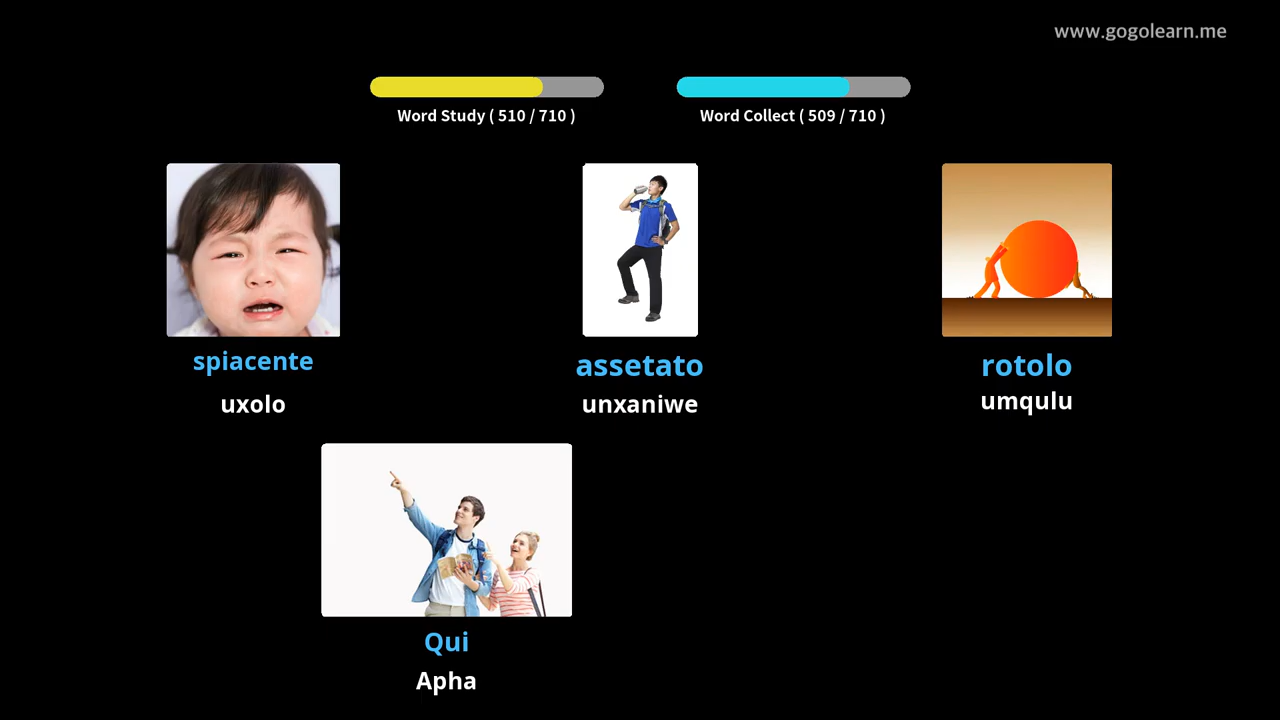 www.gogolearn.me
Word Study ( 510 / 710 )
Word Collect ( 509 / 710 )
spiacente
uxolo
assetato
unxaniwe
rotolo
umqulu
Qui
Apha